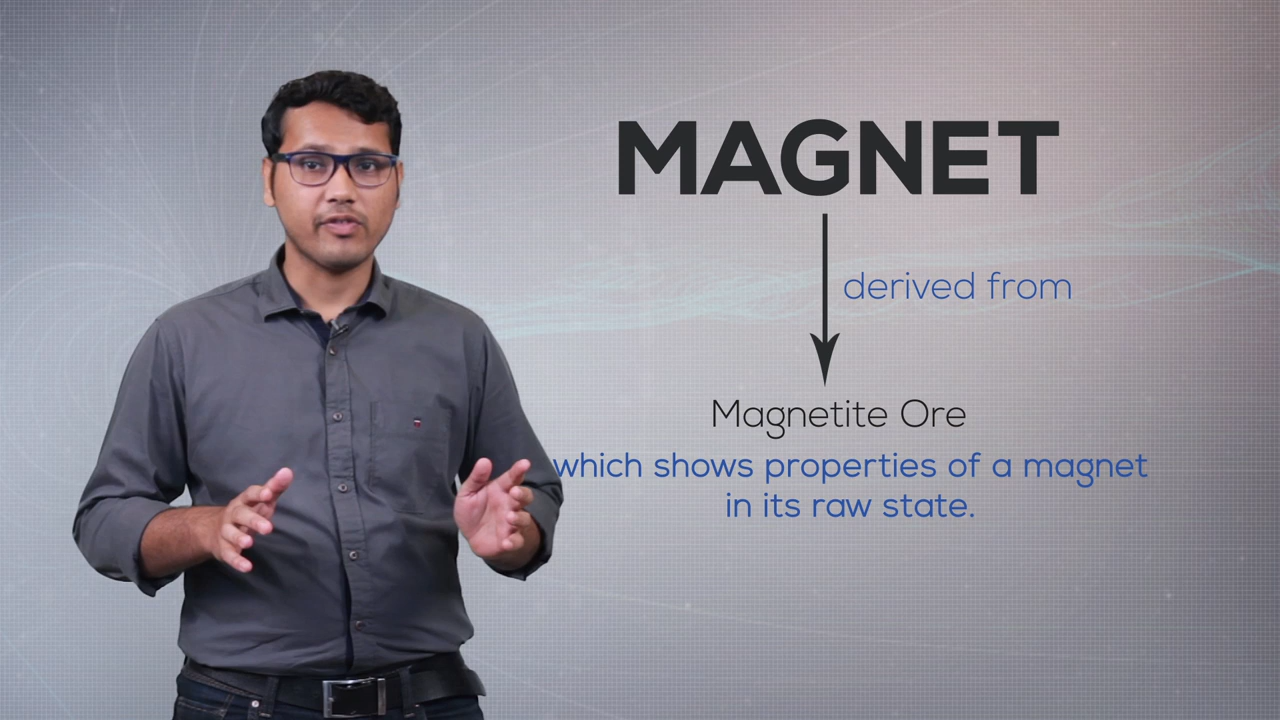 MAGNET
derived from
Magnetite Ore
which shows properties of a magnet
in its raw state.